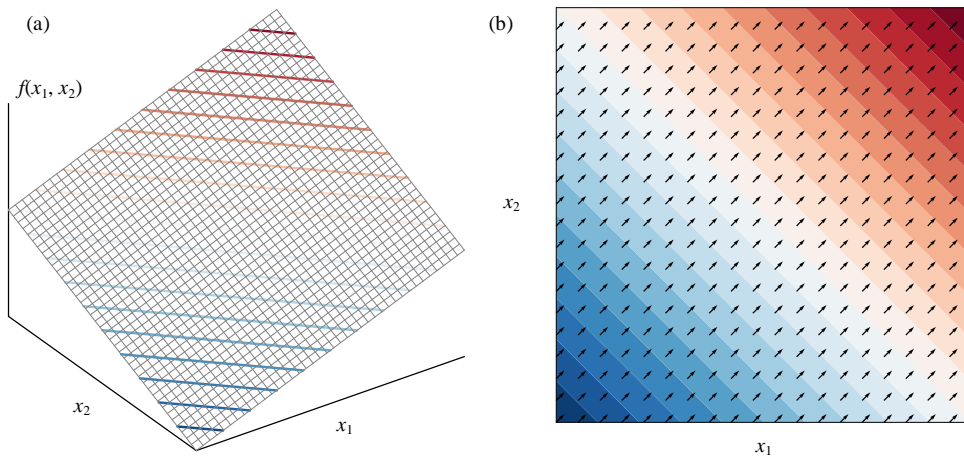 (a)
f(x₁, x₂)
x₂
x₁
(b)
x₂
x₁